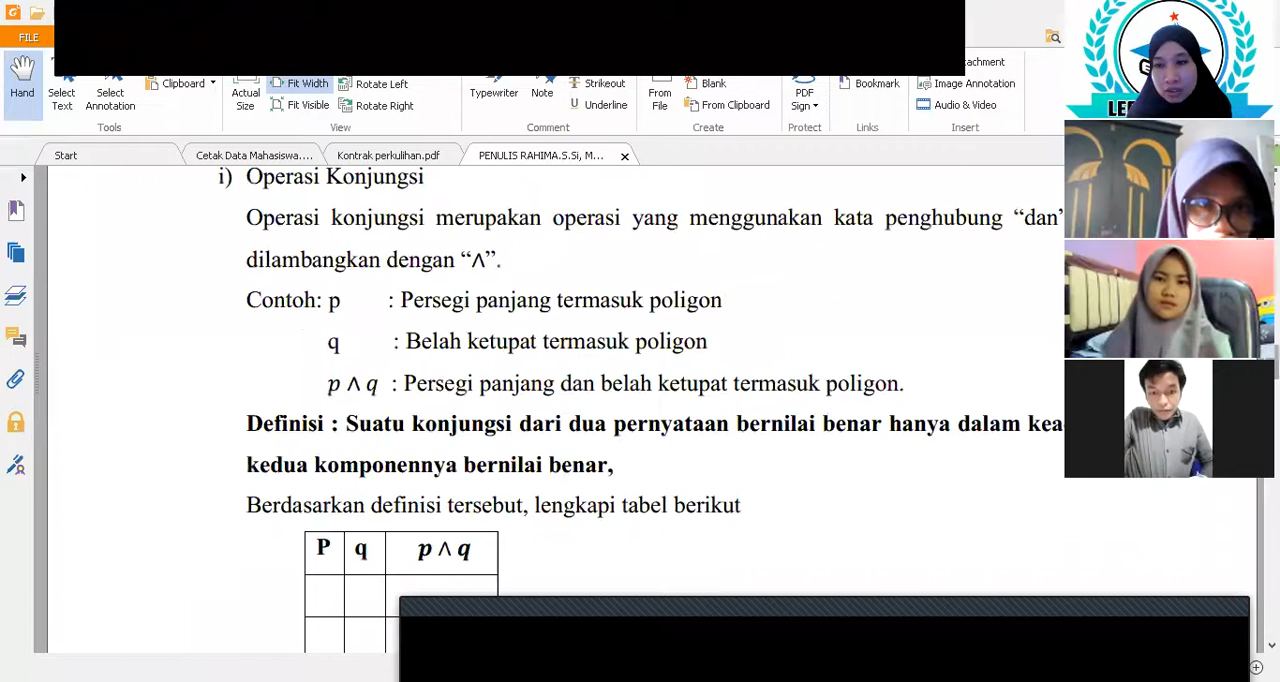 FILE
Hand
Select Text
Select Annotation
Clipboard
Tools
Actual Size
Fit Width
Fit Visible
Rotate Left
Rotate Right
View
Typewriter
Note
Strikeout
Underline
Comment
From File
Blank
From Clipboard
Create
PDF Sign
Protect
Bookmark
Links
Image Annotation
Audio & Video
Insert
Start
Cetak Data Mahasiswa....
Kontrak perkulihan.pdf
PENULIS RAHIMA.S.Si, M...
i) Operasi Konjungsi
Operasi konjungsi merupakan operasi yang menggunakan kata penghubung “dan”
dilambangkan dengan “∧”.
Contoh: p : Persegi panjang termasuk poligon
q : Belah ketupat termasuk poligon
p ∧ q : Persegi panjang dan belah ketupat termasuk poligon.
Definisi : Suatu konjungsi dari dua pernyataan bernilai benar hanya dalam
kedua komponennya bernilai benar,
Berdasarkan definisi tersebut, lengkapi tabel berikut
P q p ∧ q